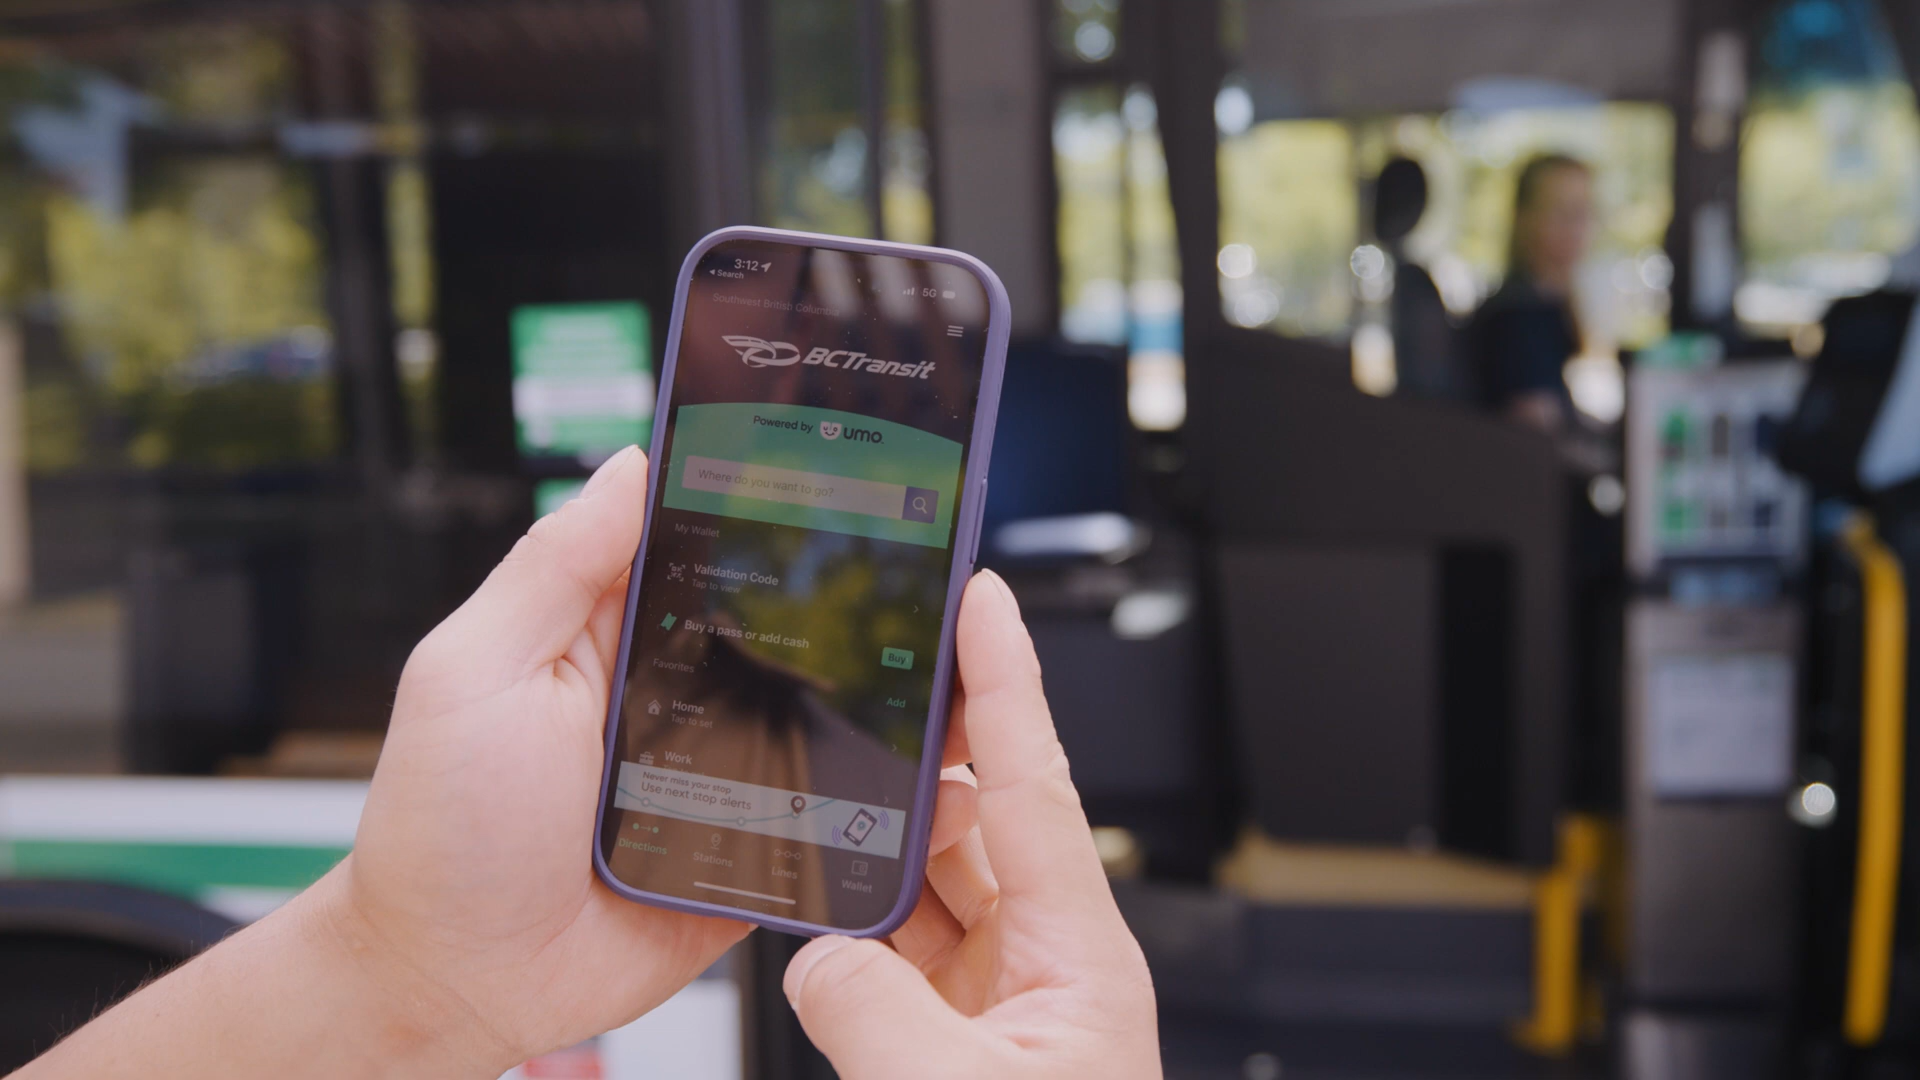 3:12
Search
5G
Southwest British Columbia
BCTransit
Powered by umo
Where do you want to go?
My Wallet
Validation Code
Tap to view
Buy a pass or add cash
Buy
Favorites
Add
Home
Tap to set
Work
Never miss your stop
Use next stop alerts
Directions
Stations
Lines
Wallet